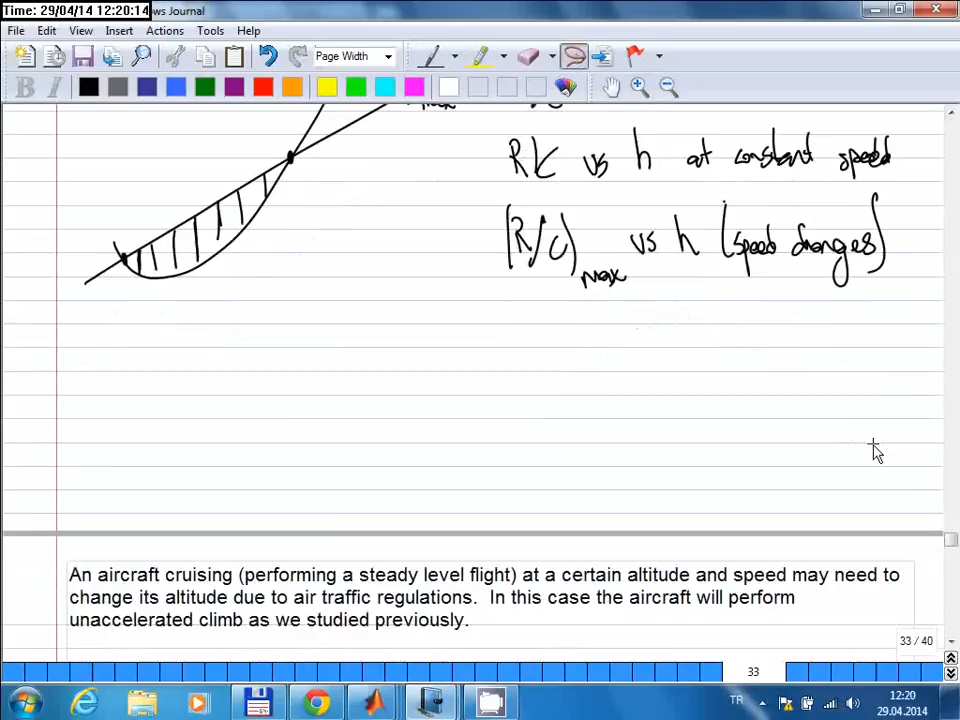 Time: 29/04/14 12:20:14
ws Journal
File Edit View Insert Actions Tools Help
Page Width
B I
R/C vs h at constant speed
(R/C)max vs h (speed changes)
An aircraft cruising (performing a steady level flight) at a certain altitude and speed may need to
change its altitude due to air traffic regulations. In this case the aircraft will perform
unaccelerated climb as we studied previously.
33 / 40
33
TR
12:20
29.04.2014